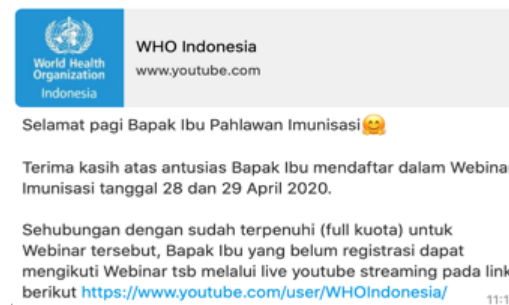 World Health
Organization
Indonesia
WHO Indonesia
www.youtube.com
Selamat pagi Bapak Ibu Pahlawan Imunisasi🤗
Terima kasih atas antusias Bapak Ibu mendaftar dalam Webinar
Imunisasi tanggal 28 dan 29 April 2020.
Sehubungan dengan sudah terpenuhi (full kuota) untuk
Webinar tersebut, Bapak Ibu yang belum registrasi dapat
mengikuti Webinar tsb melalui live youtube streaming pada link
berikut https://www.youtube.com/user/WHOIndonesia/